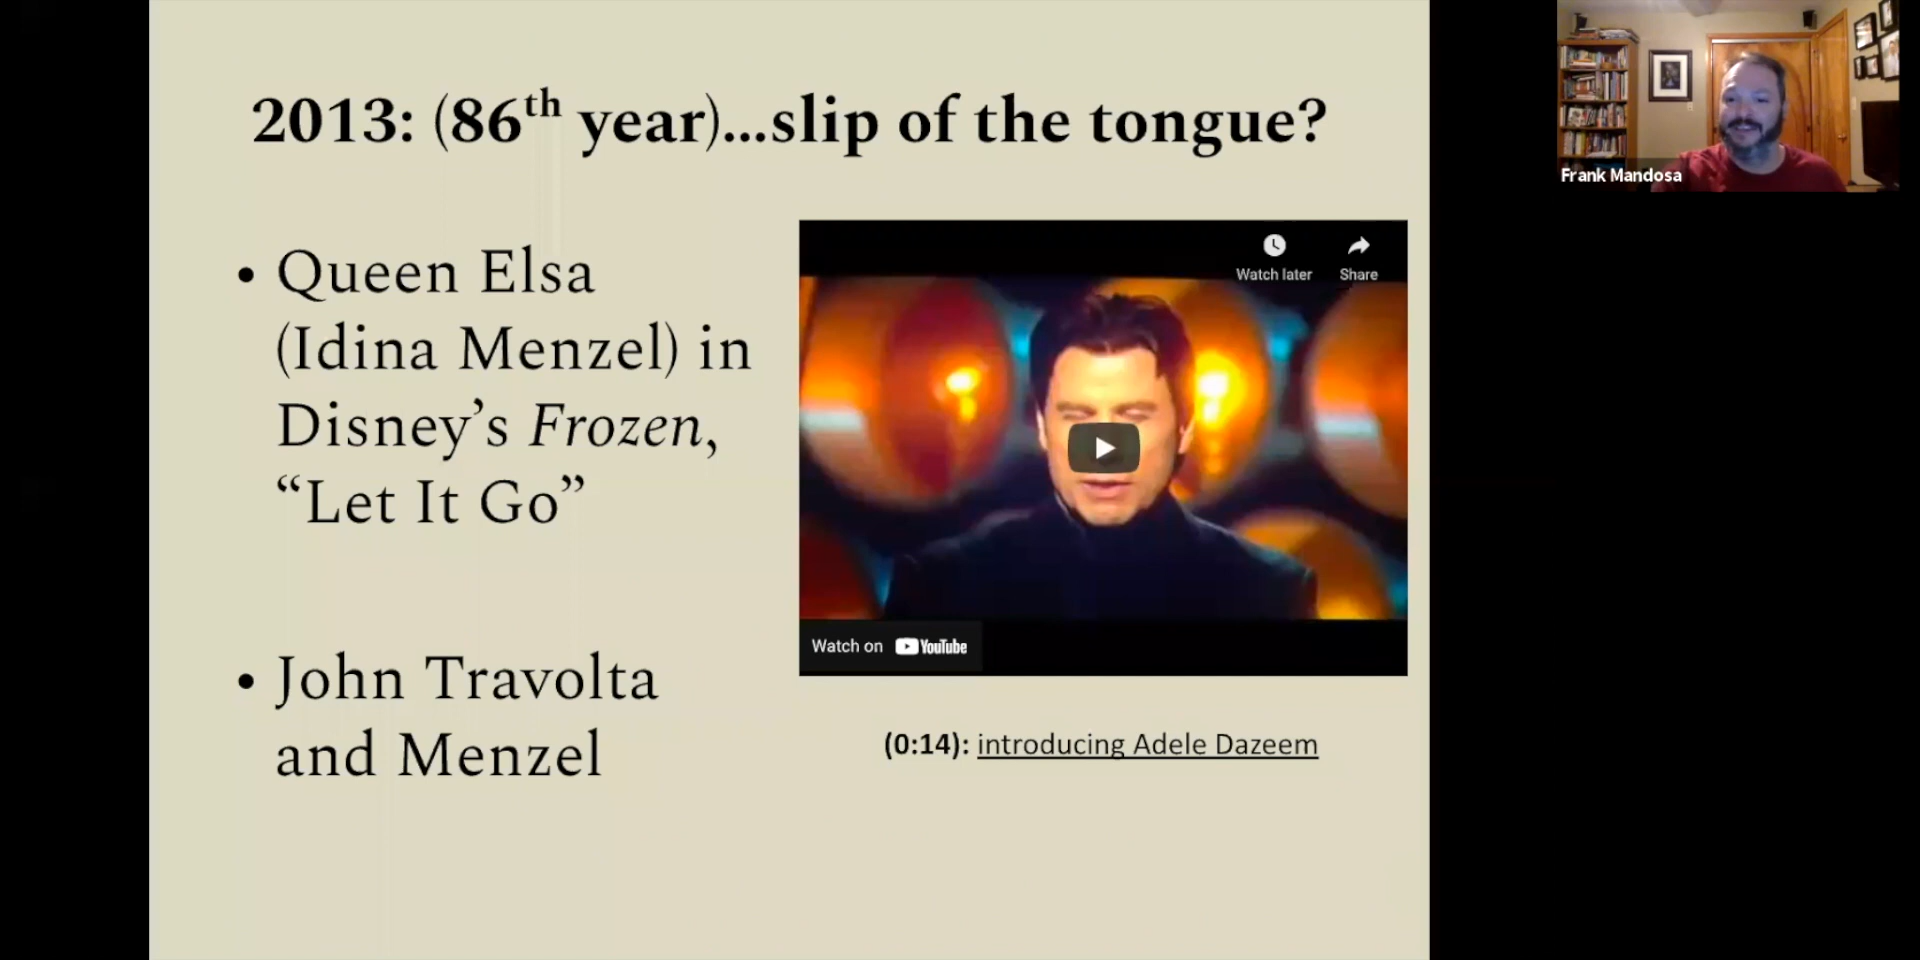 2013: (86th year)...slip of the tongue?
• Queen Elsa
(Idina Menzel) in
Disney’s Frozen,
“Let It Go”
• John Travolta
and Menzel
Watch later
Share
Watch on YouTube
(0:14): introducing Adele Dazeem
Frank Mandosa